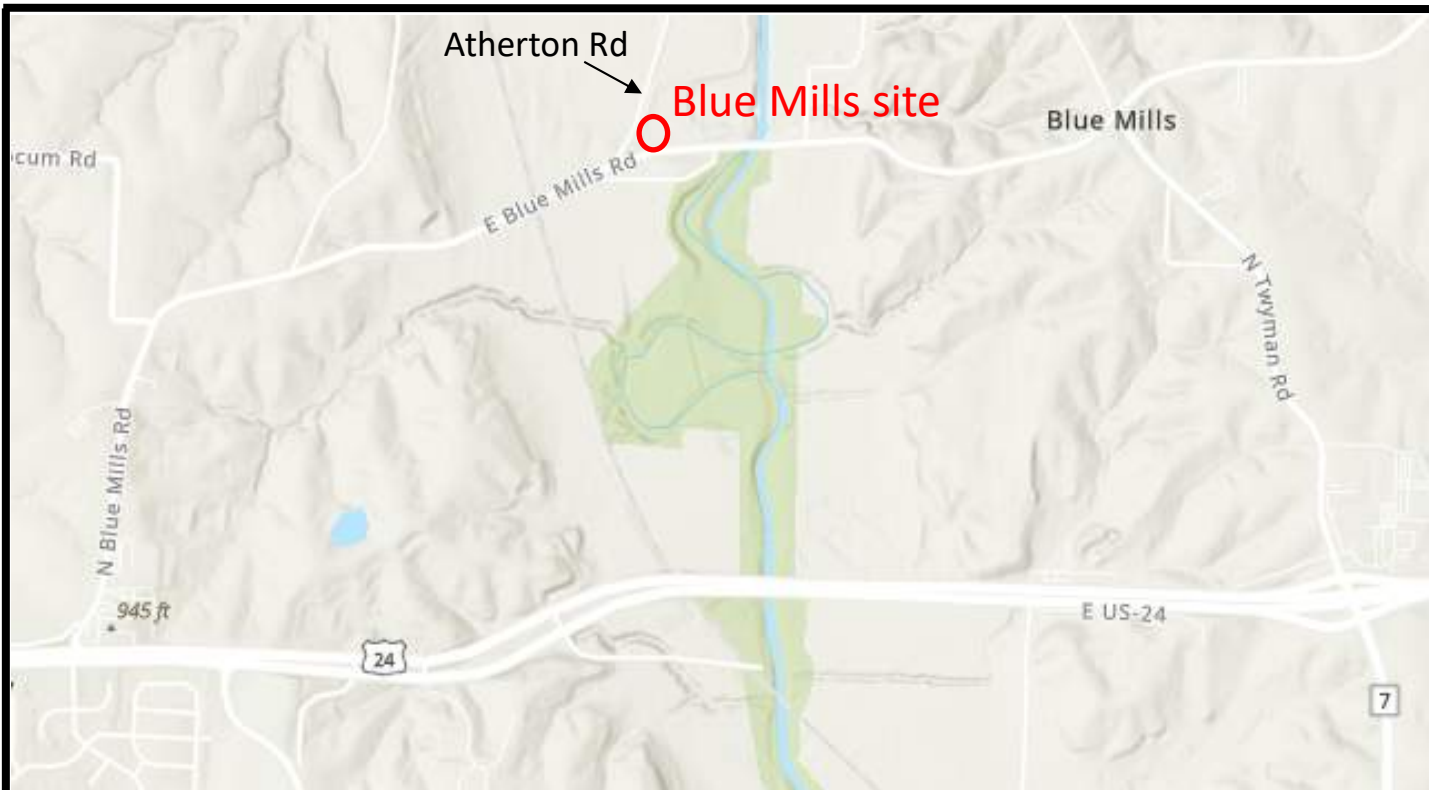 Atherton Rd
Blue Mills site
Blue Mills
cum Rd
E Blue Mills Rd
N Twyman Rd
N Blue Mills Rd
945 ft
E US-24
24
7